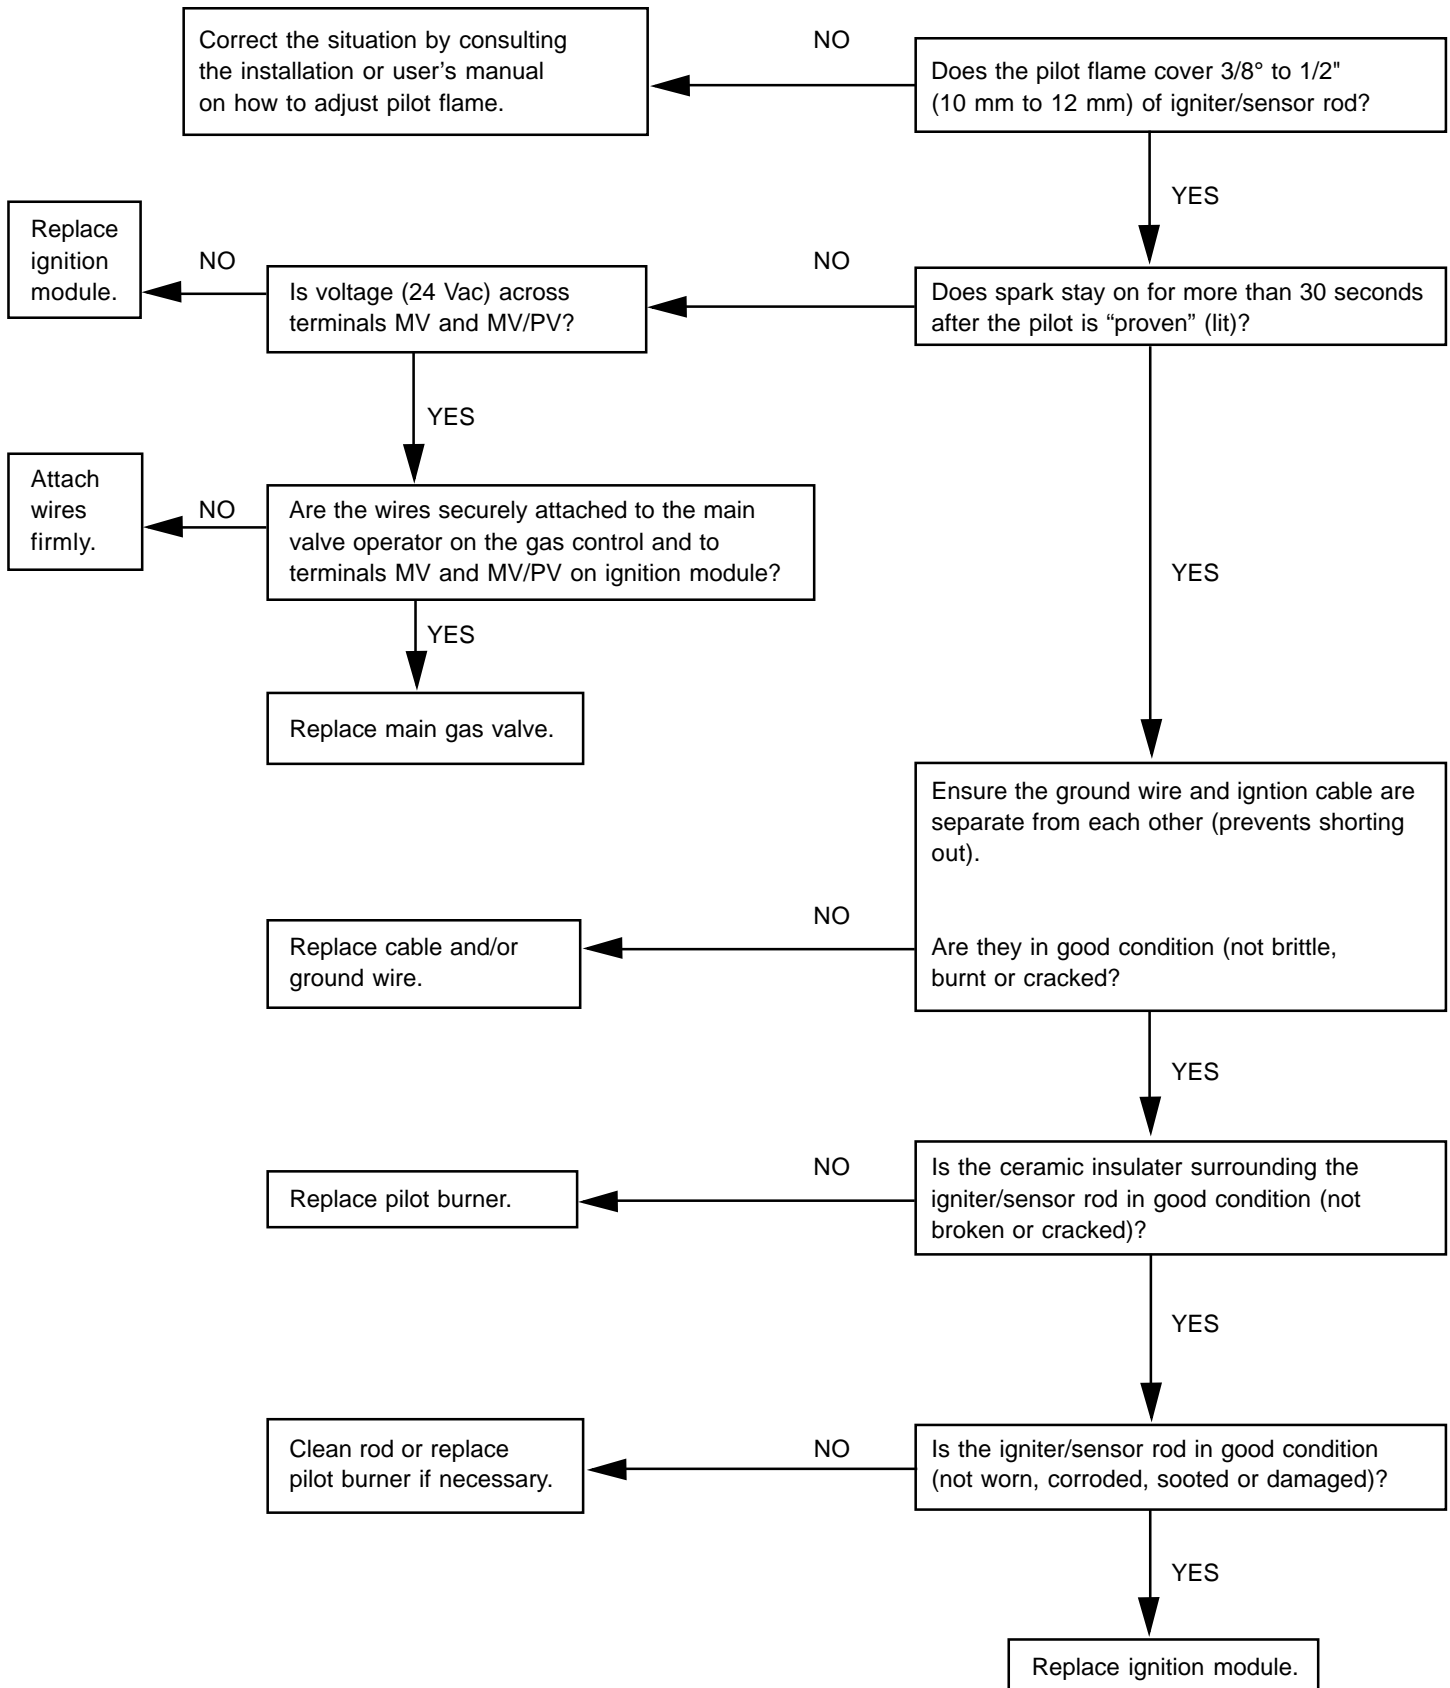 Correct the situation by consulting
the installation or user's manual
on how to adjust pilot flame.
NO
Does the pilot flame cover 3/8° to 1/2"
(10 mm to 12 mm) of igniter/sensor rod?
YES
Replace
ignition
module.
NO
Is voltage (24 Vac) across
terminals MV and MV/PV?
NO
Does spark stay on for more than 30 seconds
after the pilot is “proven” (lit)?
YES
Attach
wires
firmly.
NO
Are the wires securely attached to the main
valve operator on the gas control and to
terminals MV and MV/PV on ignition module?
YES
YES
Replace main gas valve.
Ensure the ground wire and igntion cable are
separate from each other (prevents shorting
out).
Replace cable and/or
ground wire.
NO
Are they in good condition (not brittle,
burnt or cracked?
YES
Replace pilot burner.
NO
Is the ceramic insulater surrounding the
igniter/sensor rod in good condition (not
broken or cracked)?
YES
Clean rod or replace
pilot burner if necessary.
NO
Is the igniter/sensor rod in good condition
(not worn, corroded, sooted or damaged)?
YES
Replace ignition module.